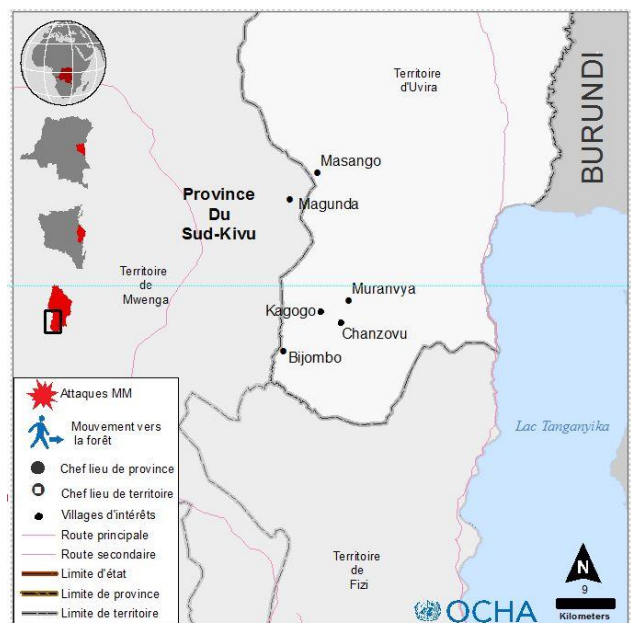 Territoire
d'Uvira
BURUNDI
Masango
Magunda
Province
Du
Sud-Kivu
Territoire
de
Mwenga
Muranvya
Kagogo
Chanzovu
Bijombo
Lac Tanganyika
Territoire
de
Fizi
Attaques MM
Mouvement vers
la forêt
Chef lieu de province
Chef lieu de territoire
Villages d'intérêts
Route principale
Route secondaire
Limite d'état
Limite de province
Limite de territoire
OCHA
N
9
Kilometers